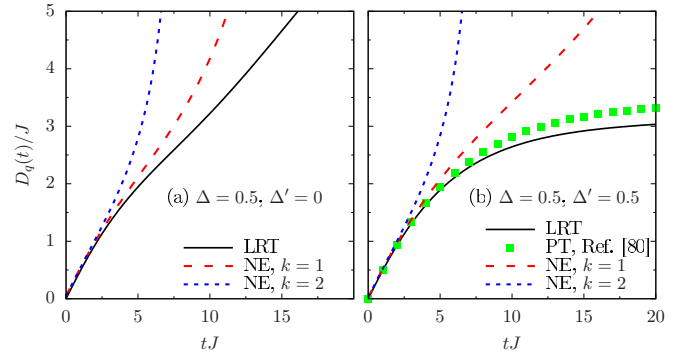 5
4
3
2
1
0
D_q(t)/J
(a) Δ = 0.5, Δ′ = 0
LRT
NE, k = 1
NE, k = 2
0 5 10 15
tJ
(b) Δ = 0.5, Δ′ = 0.5
LRT
PT, Ref. [80]
NE, k = 1
NE, k = 2
0 5 10 15 20
tJ